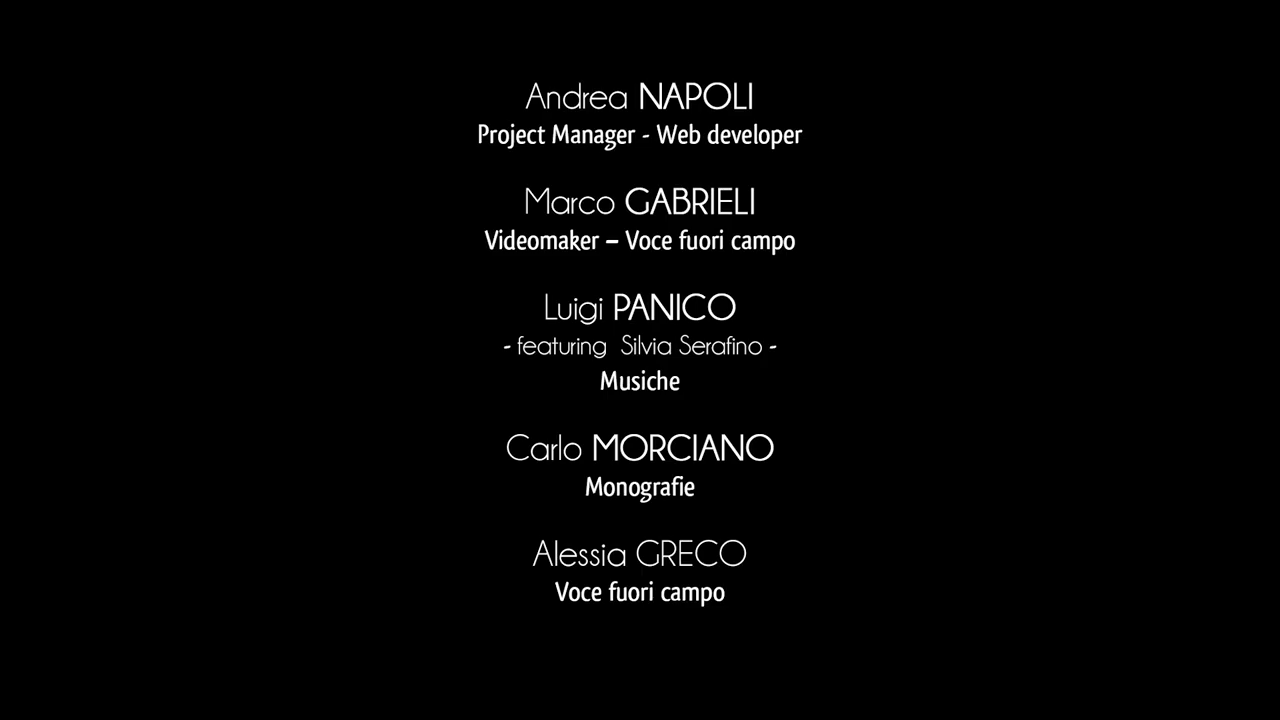 Andrea NAPOLI
Project Manager - Web developer
Marco GABRIELI
Videomaker – Voce fuori campo
Luigi PANICO
- featuring Silvia Serafino -
Musiche
Carlo MORCIANO
Monografie
Alessia GRECO
Voce fuori campo